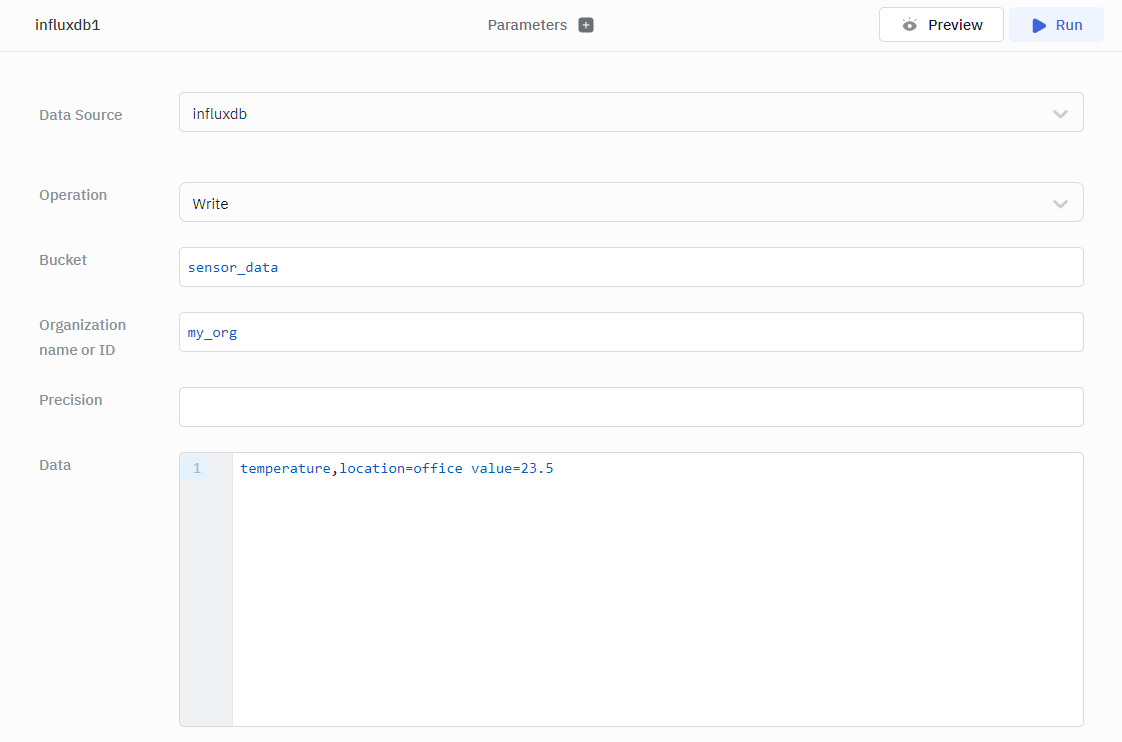 influxdb1
Parameters
Preview
Run
Data Source
influxdb
Operation
Write
Bucket
sensor_data
Organization
name or ID
my_org
Precision
Data
1
temperature,location=office value=23.5